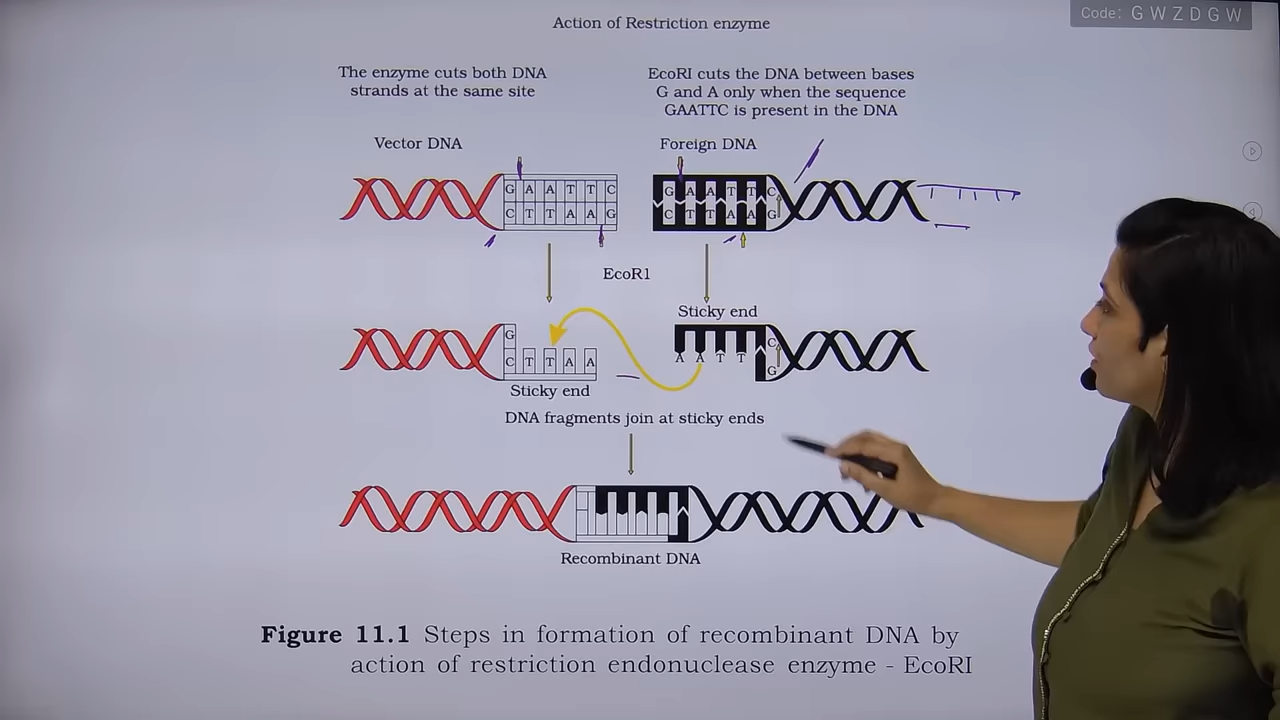 Action of Restriction enzyme
Code: G W Z D G W
The enzyme cuts both DNA
strands at the same site
EcoRI cuts the DNA between bases
G and A only when the sequence
GAATTC is present in the DNA
Vector DNA
Foreign DNA
G A A T T C
C T T A A G
G A A T T C
C T T A A G
EcoR1
Sticky end
G
C T T A A
A A T T C
G
Sticky end
DNA fragments join at sticky ends
Recombinant DNA
Figure 11.1 Steps in formation of recombinant DNA by
action of restriction endonuclease enzyme - EcoRI